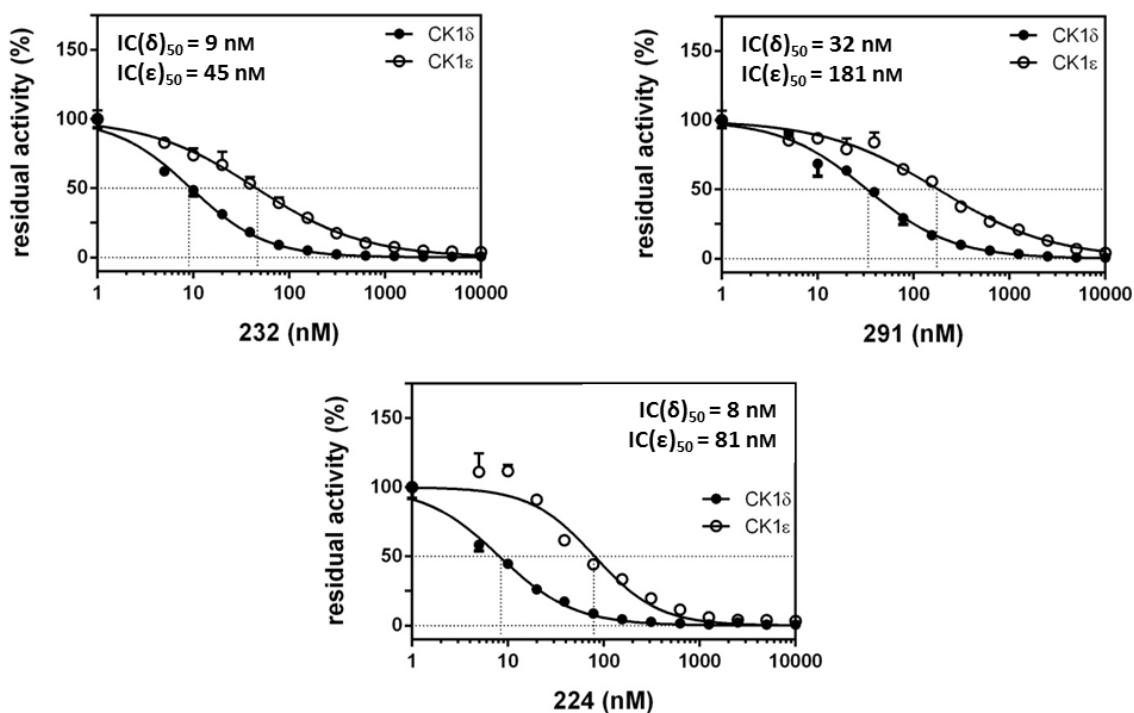 IC(δ)₅₀ = 9 nM
IC(ε)₅₀ = 45 nM
CK1δ
CK1ε
residual activity (%)
150
100
50
0
1 10 100 1000 10000
232 (nM)
IC(δ)₅₀ = 32 nM
IC(ε)₅₀ = 181 nM
CK1δ
CK1ε
residual activity (%)
150
100
50
0
1 10 100 1000 10000
291 (nM)
IC(δ)₅₀ = 8 nM
IC(ε)₅₀ = 81 nM
CK1δ
CK1ε
residual activity (%)
150
100
50
0
1 10 100 1000 10000
224 (nM)